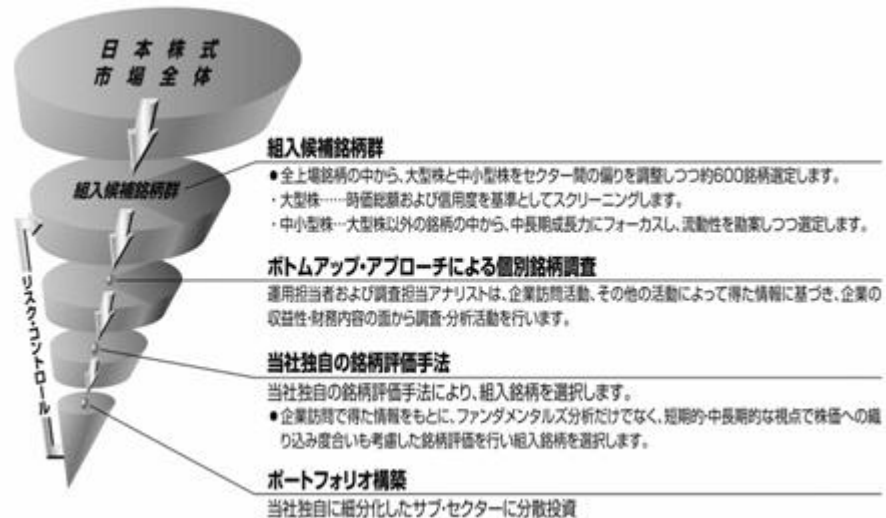 日本株式
市場全体
組入候補銘柄群
リスク・コントロール
組入候補銘柄群
●全上場銘柄の中から、大型株と中小型株をセクター間の偏りを調整しつつ約600銘柄選定します。
・大型株……時価総額および信用度を基準としてスクリーニングします。
・中小型株…大型株以外の銘柄の中から、中長期成長力にフォーカスし、流動性を勘案しつつ選定します。
ボトムアップ・アプローチによる個別銘柄調査
運用担当者および調査担当アナリストは、企業訪問活動、その他の活動によって得た情報に基づき、企業の
収益性・財務内容の面から調査・分析活動を行います。
当社独自の銘柄評価手法
当社独自の銘柄評価手法により、組入銘柄を選択します。
●企業訪問で得た情報をもとに、ファンダメンタルズ分析だけでなく、短期的・中長期的な視点で株価への織
り込み度合いも考慮した銘柄評価を行い組入銘柄を選択します。
ポートフォリオ構築
当社独自に細分化したサブ・セクターに分散投資